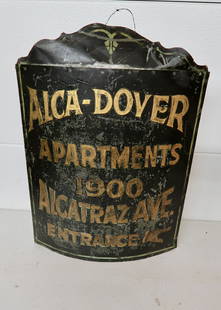 ALCA-DOVER
APARTMENTS
1900
ALCATRAZ AVE.
ENTRANCE